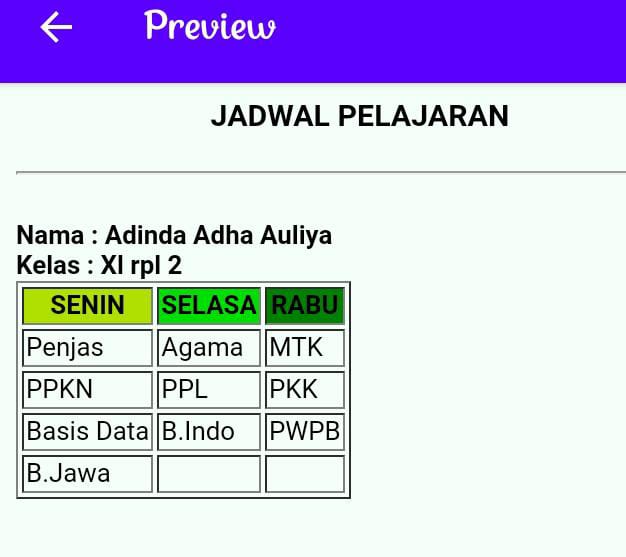 Preview
JADWAL PELAJARAN
Nama : Adinda Adha Auliya
Kelas : XI rpl 2
SENIN SELASA RABU
Penjas Agama MTK
PPKN PPL PKK
Basis Data B.Indo PWPB
B.Jawa